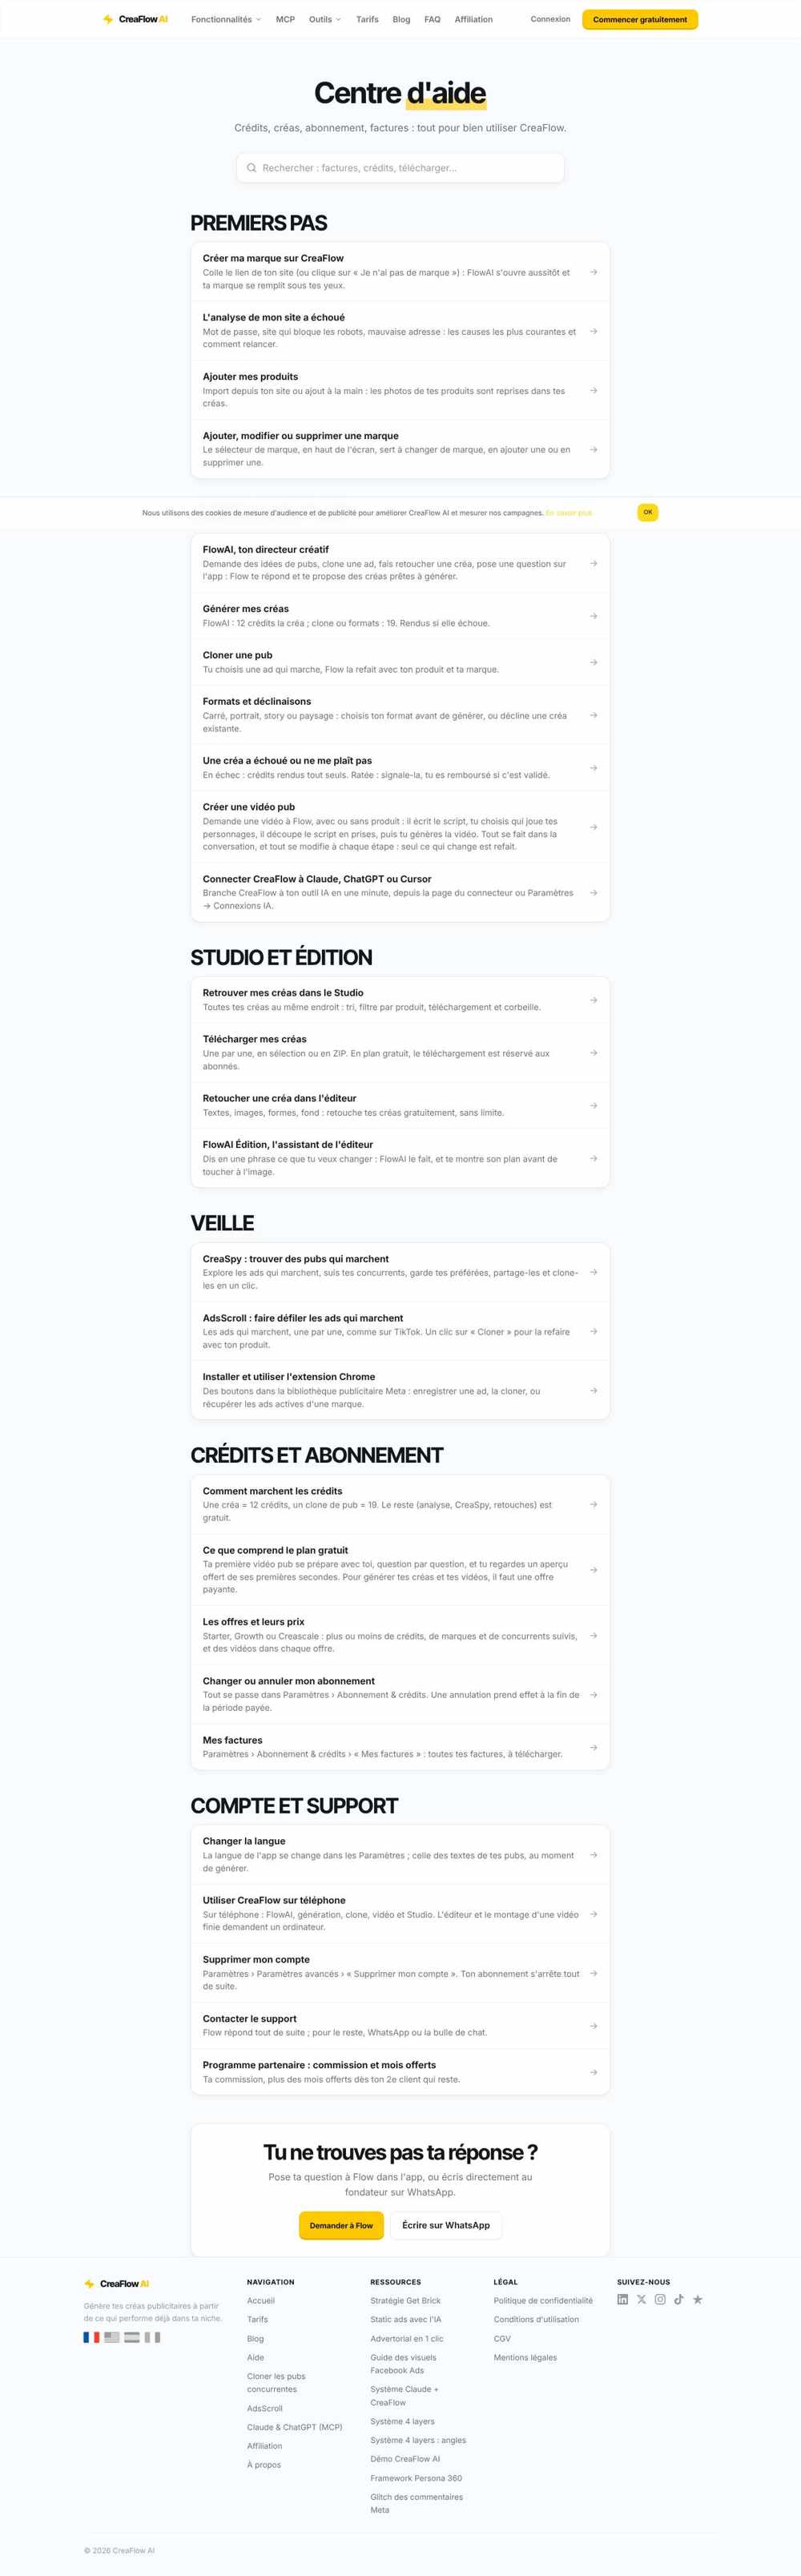 CreaFlow AI
Fonctionnalités
MCP
Outils
Tarifs
Blog
FAQ
Affiliation
Connexion
Commencer gratuitement
Centre d'aide
Crédits, créas, abonnement, factures : tout pour bien utiliser CreaFlow.
Rechercher : factures, crédits, télécharger...
PREMIERS PAS
Créer ma marque sur CreaFlow
Colle le lien de ton site (ou clique sur « Je n'ai pas de marque ») : FlowAI s'ouvre aussitôt et
ta marque se remplit sous tes yeux.
→
L'analyse de mon site a échoué
Mot de passe, site qui bloque les robots, mauvaise adresse : les causes les plus courantes et
comment relancer.
→
Ajouter mes produits
Import depuis ton site ou ajout à la main : les photos de tes produits sont reprises dans tes
créas.
→
Ajouter, modifier ou supprimer une marque
Le sélecteur de marque, en haut de l'écran, sert à changer de marque, en ajouter une ou en
supprimer une.
→
Nous utilisons des cookies de mesure d'audience et de publicité pour améliorer CreaFlow AI et mesurer nos campagnes. En savoir plus
OK
FlowAI, ton directeur créatif
Demande des idées de pubs, clone une ad, fais retoucher une créa, pose une question sur
l'app : Flow te répond et te propose des créas prêtes à générer.
→
Générer mes créas
FlowAI : 12 crédits la créa ; clone ou formats : 19. Rendus si elle échoue.
→
Cloner une pub
Tu choisis une ad qui marche, Flow la refait avec ton produit et ta marque.
→
Formats et déclinaisons
Carré, portrait, story ou paysage : choisis ton format avant de générer, ou décline une créa
existante.
→
Une créa a échoué ou ne me plaît pas
En échec : crédits rendus tout seuls. Ratée : signale-la, tu es remboursé si c'est validé.
→
Créer une vidéo pub
Demande une vidéo à Flow, avec ou sans produit : il écrit le script, tu choisis qui joue tes
personnages, il découpe le script en prises, puis tu génères la vidéo. Tout se fait dans la
conversation, et tout se modifie à chaque étape : seul ce qui change est refait.
→
Connecter CreaFlow à Claude, ChatGPT ou Cursor
Branche CreaFlow à ton outil IA en une minute, depuis la page du connecteur ou Paramètres
→ Connexions IA.
→
STUDIO ET ÉDITION
Retrouver mes créas dans le Studio
Toutes tes créas au même endroit : tri, filtre par produit, téléchargement et corbeille.
→
Télécharger mes créas
Une par une, en sélection ou en ZIP. En plan gratuit, le téléchargement est réservé aux
abonnés.
→
Retoucher une créa dans l'éditeur
Textes, images, formes, fond : retouche tes créas gratuitement, sans limite.
→
FlowAI Édition, l'assistant de l'éditeur
Dis en une phrase ce que tu veux changer : FlowAI le fait, et te montre son plan avant de
toucher à l'image.
→
VEILLE
CreaSpy : trouver des pubs qui marchent
Explore les ads qui marchent, suis tes concurrents, garde tes préférées, partage-les et clone-
les en un clic.
→
AdsScroll : faire défiler les ads qui marchent
Les ads qui marchent, une par une, comme sur TikTok. Un clic sur « Cloner » pour la refaire
avec ton produit.
→
Installer et utiliser l'extension Chrome
Des boutons dans la bibliothèque publicitaire Meta : enregistrer une ad, la cloner, ou
récupérer les ads actives d'une marque.
→
CRÉDITS ET ABONNEMENT
Comment marchent les crédits
Une créa = 12 crédits, un clone de pub = 19. Le reste (analyse, CreaSpy, retouches) est
gratuit.
→
Ce que comprend le plan gratuit
Ta première vidéo pub se prépare avec toi, question par question, et tu regardes un aperçu
offert de ses premières secondes. Pour générer tes créas et tes vidéos, il faut une offre
payante.
→
Les offres et leurs prix
Starter, Growth ou Creascale : plus ou moins de crédits, de marques et de concurrents suivis,
et des vidéos dans chaque offre.
→
Changer ou annuler mon abonnement
Tout se passe dans Paramètres › Abonnement & crédits. Une annulation prend effet à la fin de
la période payée.
→
Mes factures
Paramètres › Abonnement & crédits › « Mes factures » : toutes tes factures, à télécharger.
→
COMPTE ET SUPPORT
Changer la langue
La langue de l'app se change dans les Paramètres ; celle des textes de tes pubs, au moment
de générer.
→
Utiliser CreaFlow sur téléphone
Sur téléphone : FlowAI, génération, clone, vidéo et Studio. L'éditeur et le montage d'une vidéo
finie demandent un ordinateur.
→
Supprimer mon compte
Paramètres › Paramètres avancés › « Supprimer mon compte ». Ton abonnement s'arrête tout
de suite.
→
Contacter le support
Flow répond tout de suite ; pour le reste, WhatsApp ou la bulle de chat.
→
Programme partenaire : commission et mois offerts
Ta commission, plus des mois offerts dès ton 2e client qui reste.
→
Tu ne trouves pas ta réponse ?
Pose ta question à Flow dans l'app, ou écris directement au
fondateur sur WhatsApp.
Demander à Flow
Écrire sur WhatsApp
CreaFlow AI
Génère tes créas publicitaires à partir
de ce qui performe déjà dans ta niche.
NAVIGATION
Accueil
Tarifs
Blog
Aide
Cloner les pubs
concurrentes
AdsScroll
Claude & ChatGPT (MCP)
Affiliation
À propos
RESSOURCES
Stratégie Get Brick
Static ads avec l'IA
Advertorial en 1 clic
Guide des visuels
Facebook Ads
Système Claude +
CreaFlow
Système 4 layers
Système 4 layers : angles
Démo CreaFlow AI
Framework Persona 360
Glitch des commentaires
Meta
LÉGAL
Politique de confidentialité
Conditions d'utilisation
CGV
Mentions légales
SUIVEZ-NOUS
© 2026 CreaFlow AI